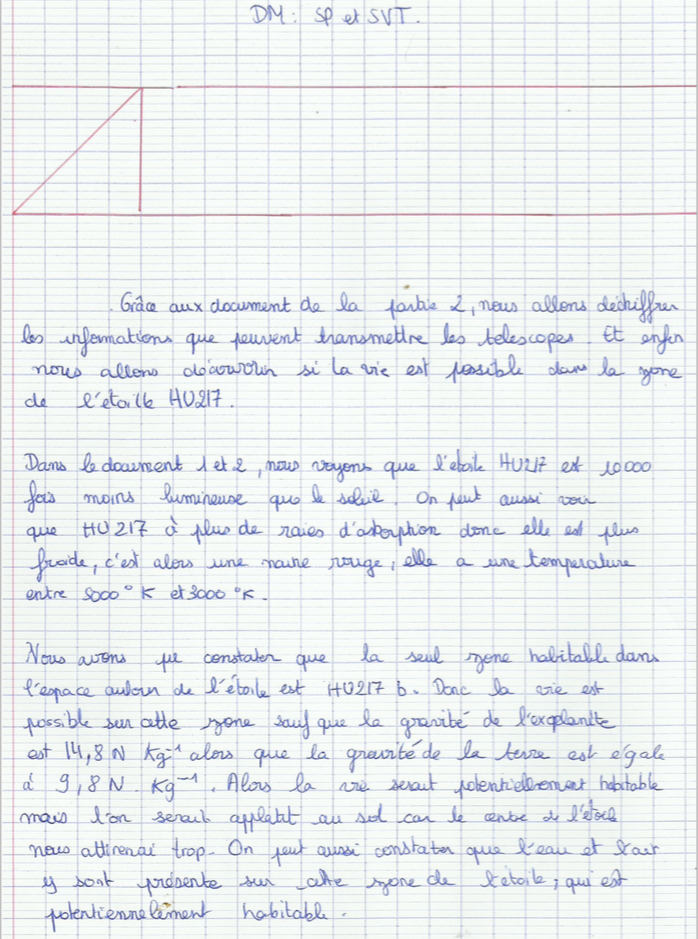 DM: SP et SVT.
Grâce aux document de la partie 2, nous allons déchiffrer
les informations que peuvent transmettre les telescopes. Et enfin
nous allons découvrir si la vie est possible dans la zone
de l'étoile HU217.
Dans le document 1 et 2, nous voyons que l'étoile HU217 est 10 000
fois moins lumineuse que le soleil. On peut aussi voir
que HU217 à plus de raies d'absorption donc elle est plus
froide, c'est alors une naine rouge, elle a une temperature
entre 2000°K et 3000°K.
Nous avons pu constater que la seul zone habitable dans
l'espace autour de l'étoile est HU217 b. Donc la vie est
possible sur cette zone sauf que la gravité de l'exoplanète
est 14,8 N Kg⁻¹ alors que la gravité de la terre est égale
à 9,8 N. Kg⁻¹. Alors la vie serait potentiellement habitable
mais l'on serait applatit au sol car le centre de l'étoile
nous attirerai trop. On peut aussi constater que l'eau et l'air
y sont présente sur cette zone de l'étoile; qui est
potentiennelement habitable.